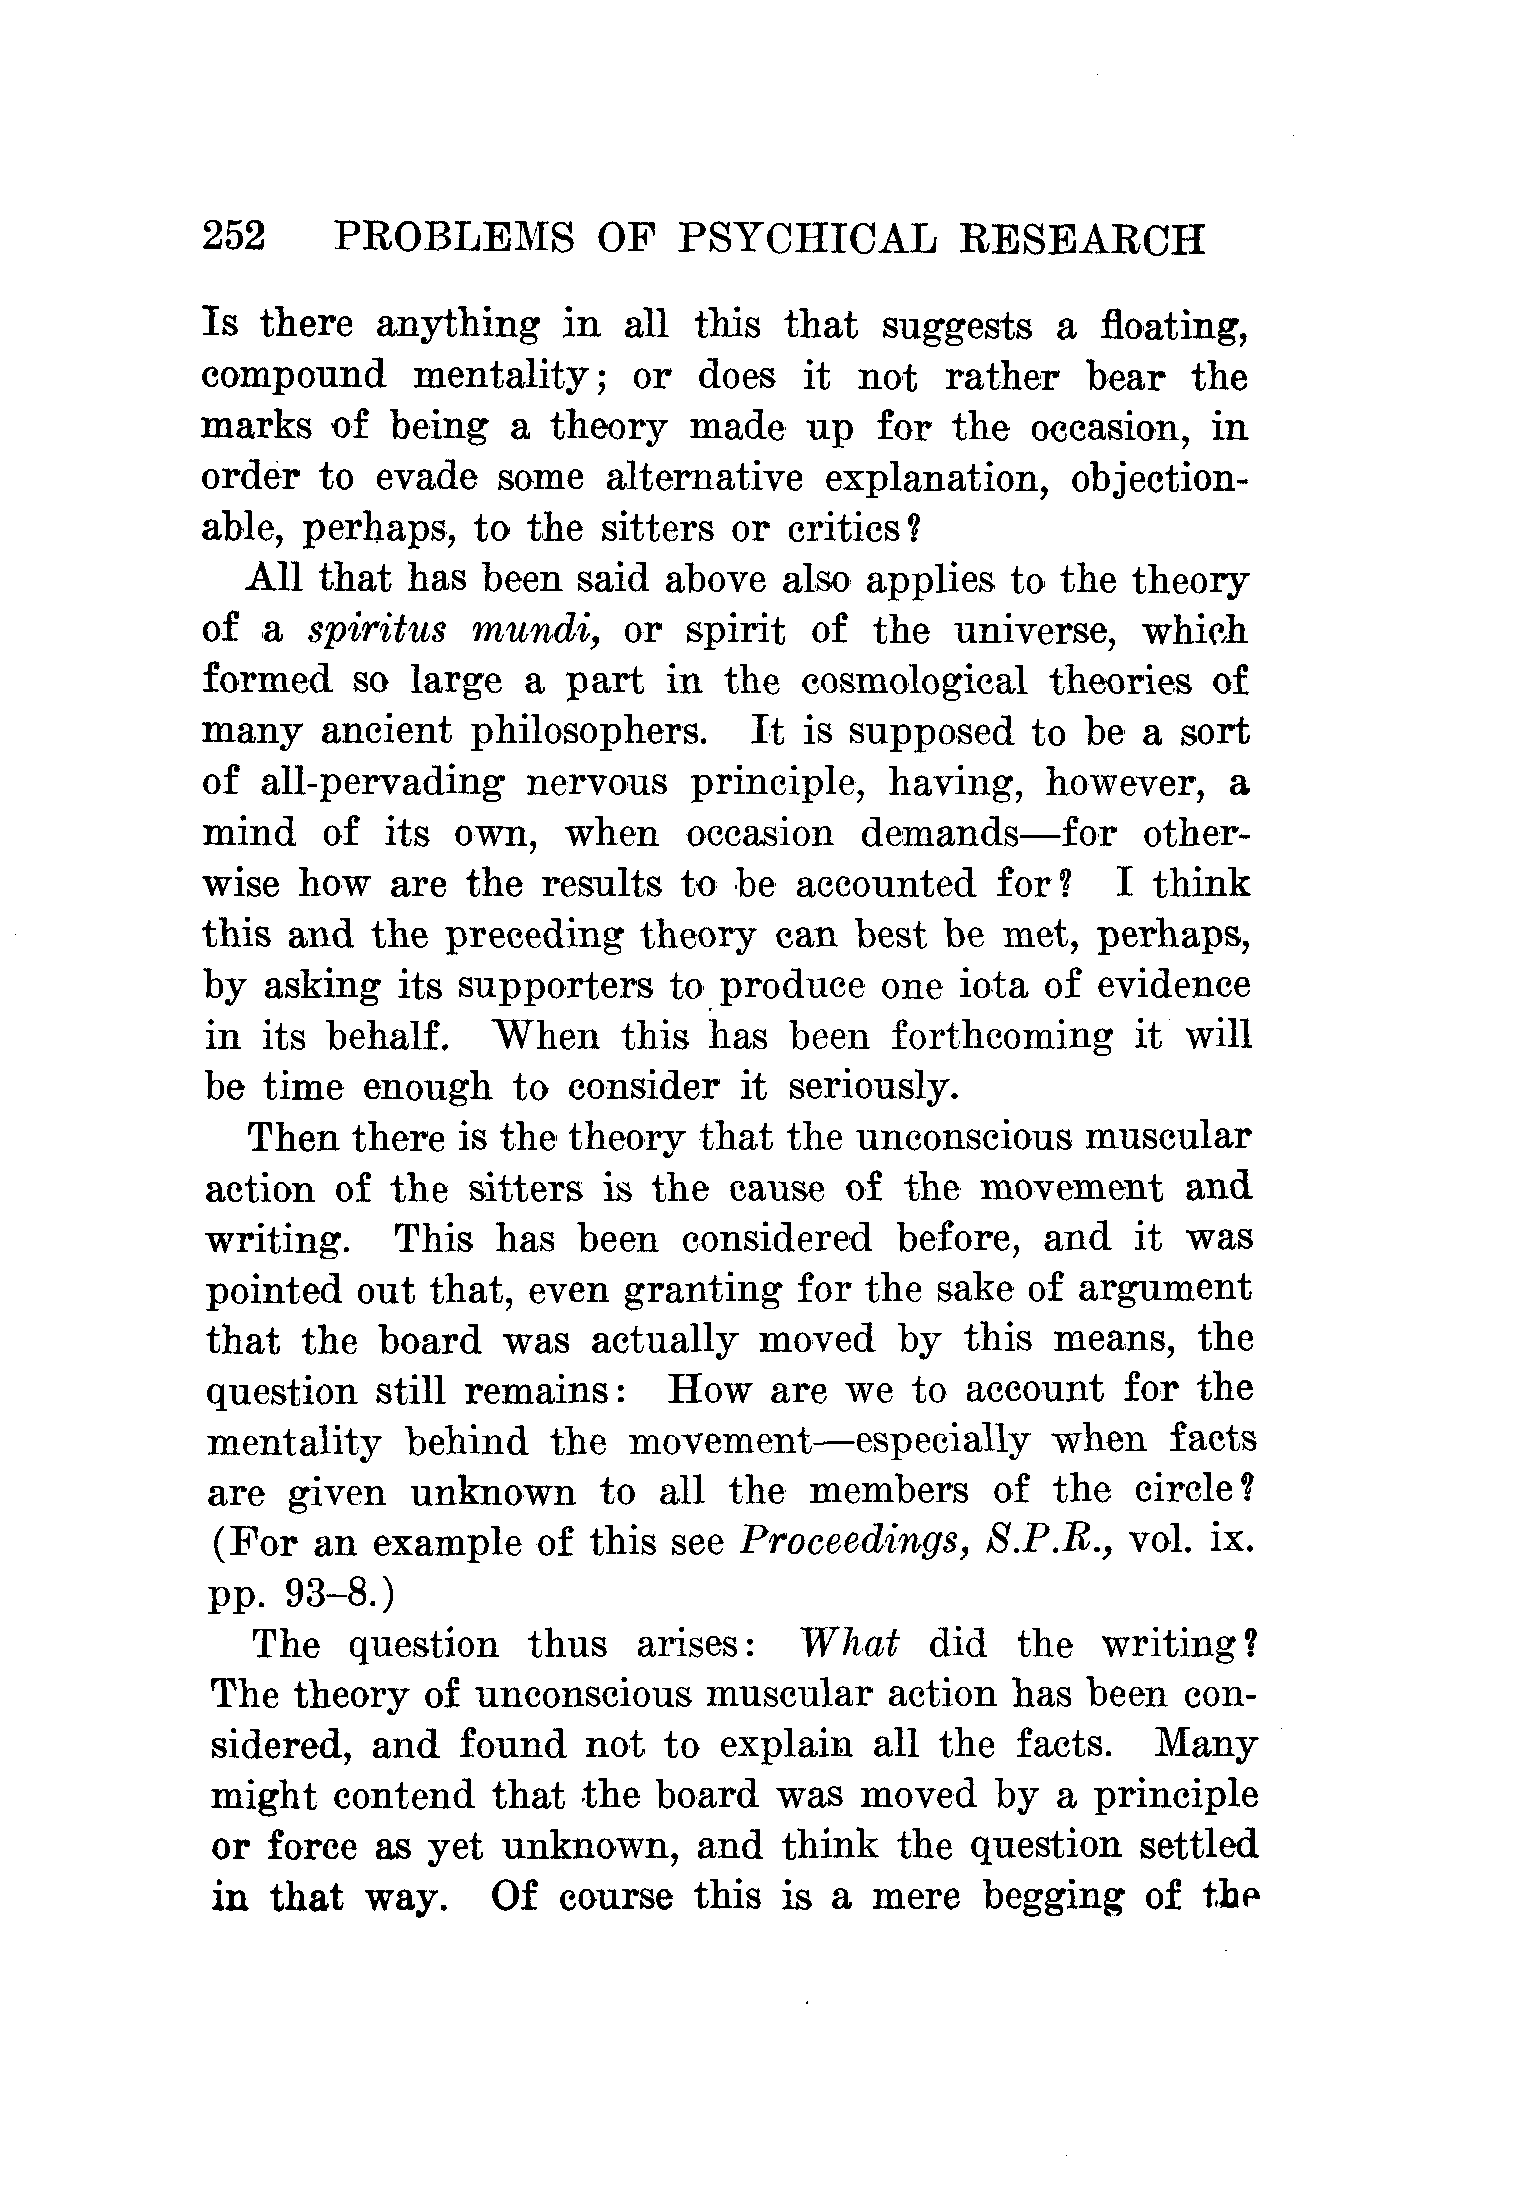 252 PROBLEMS OF PSYCHICAL RESEARCH
Is there anything in all this that suggests a floating,
compound mentality; or does it not rather bear the
marks of being a theory made up for the occasion, in
order to evade some alternative explanation, objection-
able, perhaps, to the sitters or critics?
All that has been said above also applies to the theory
of a spiritus mundi, or spirit of the universe, which
formed so large a part in the cosmological theories of
many ancient philosophers. It is supposed to be a sort
of all-pervading nervous principle, having, however, a
mind of its own, when occasion demands—for other-
wise how are the results to be accounted for? I think
this and the preceding theory can best be met, perhaps,
by asking its supporters to produce one iota of evidence
in its behalf. When this has been forthcoming it will
be time enough to consider it seriously.
Then there is the theory that the unconscious muscular
action of the sitters is the cause of the movement and
writing. This has been considered before, and it was
pointed out that, even granting for the sake of argument
that the board was actually moved by this means, the
question still remains: How are we to account for the
mentality behind the movement—especially when facts
are given unknown to all the members of the circle?
(For an example of this see Proceedings, S.P.R., vol. ix.
pp. 93–8.)
The question thus arises: What did the writing?
The theory of unconscious muscular action has been con-
sidered, and found not to explain all the facts. Many
might contend that the board was moved by a principle
or force as yet unknown, and think the question settled
in that way. Of course this is a mere begging of the